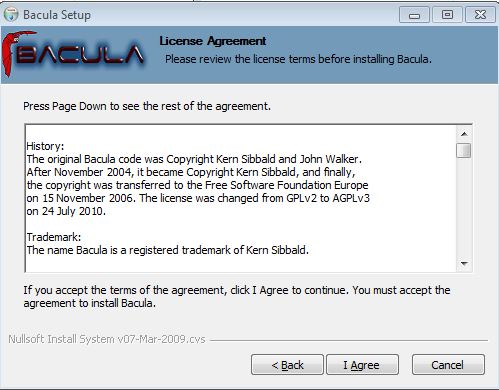 Bacula Setup
BACULA
License Agreement
Please review the license terms before installing Bacula.
Press Page Down to see the rest of the agreement.
History:
The original Bacula code was Copyright Kern Sibbald and John Walker.
After November 2004, it became Copyright Kern Sibbald, and finally,
the copyright was transferred to the Free Software Foundation Europe
on 15 November 2006. The license was changed from GPLv2 to AGPLv3
on 24 July 2010.
Trademark:
The name Bacula is a registered trademark of Kern Sibbald.
If you accept the terms of the agreement, click I Agree to continue. You must accept the
agreement to install Bacula.
Nullsoft Install System v07-Mar-2009.cvs
< Back I Agree Cancel